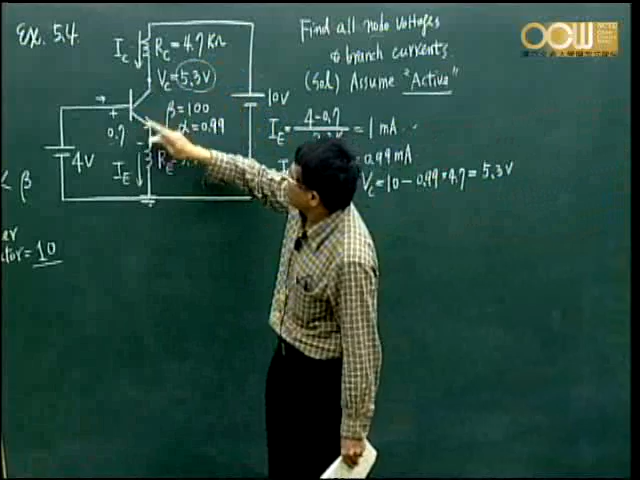 Ex. 5.4
I_C
R_C = 4.7 KΩ
V_C = 5.3V
β = 100
α = 0.99
+
0.7
-
I_E
R_E
4V
10V
< β
= 10
Find all node voltages
& branch currents.
(Sol) Assume "Active"
I_E = 4-0.7 = 1 mA
0.99 mA
V_C = 10 - 0.99 * 4.7 = 5.3V
OCW